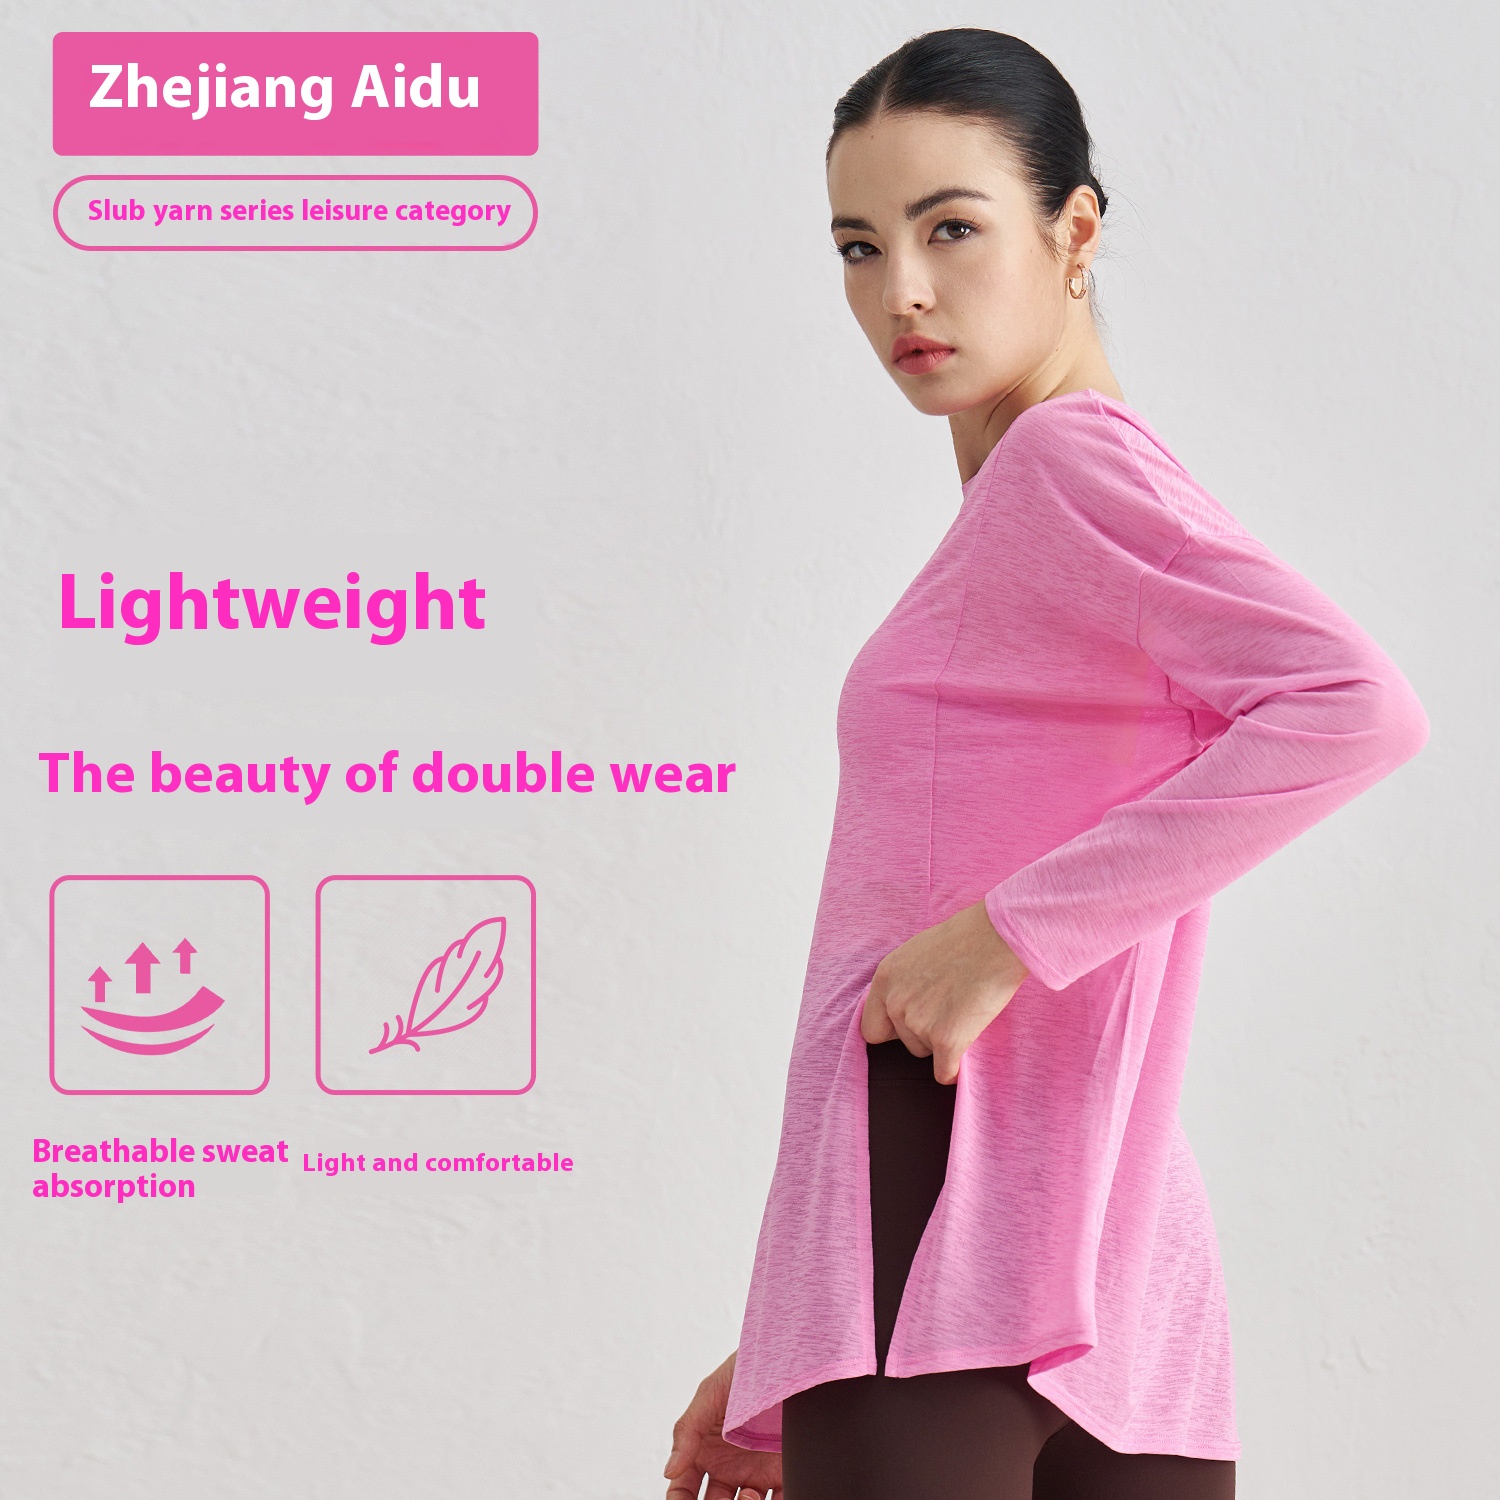 Zhejiang Aidu
Slub yarn series leisure category
Lightweight
The beauty of double wear
Breathable sweat
absorption
Light and comfortable